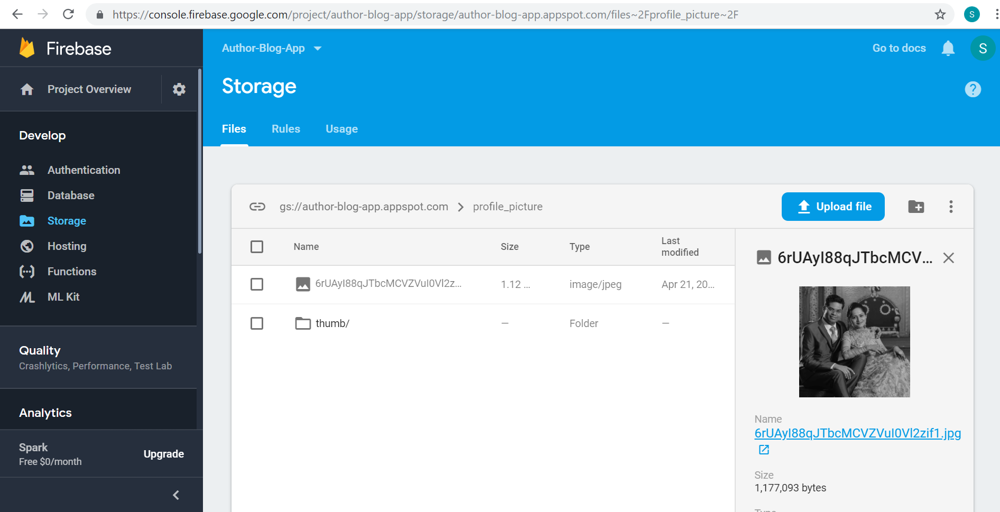 https://console.firebase.google.com/project/author-blog-app/storage/author-blog-app.appspot.com/files~2Fprofile_picture~2F
S
Firebase
Author-Blog-App
Go to docs
S
Project Overview
Storage
?
Files Rules Usage
Develop
Authentication
Database
Storage
Hosting
Functions
ML Kit
Quality
Crashlytics, Performance, Test Lab
Analytics
Spark
Free $0/month
Upgrade
gs://author-blog-app.appspot.com > profile_picture
Upload file
Name Size Type Last modified
6rUAyI88qJTbcMCVZVuI0Vl2z... 1.12 ... image/jpeg Apr 21, 20...
thumb/ — Folder —
6rUAyI88qJTbcMCV...
Name
6rUAyI88qJTbcMCVZVuI0Vl2zif1.jpg
Size
1,177,093 bytes